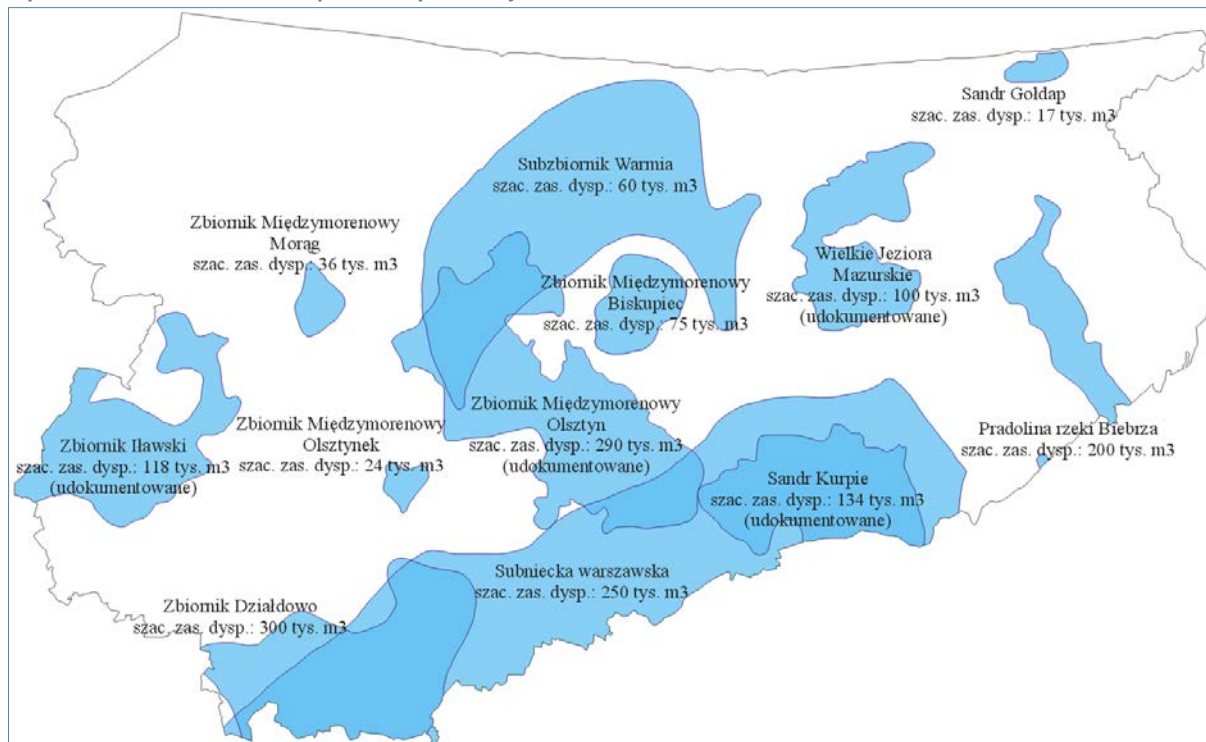 Sandr Gołdap
szac. zas. dysp.: 17 tys. m3
Subzbiornik Warmia
szac. zas. dysp.: 60 tys. m3
Zbiornik Międzymorenowy
Morąg
szac. zas. dysp.: 36 tys. m3
Zbiornik Międzymorenowy
Biskupiec
szac. zas. dysp.: 75 tys. m3
Wielkie Jeziora
Mazurskie
szac. zas. dysp.: 100 tys. m3
(udokumentowane)
Zbiornik Iławski
szac. zas. dysp.: 118 tys. m3
(udokumentowane)
Zbiornik Międzymorenowy
Olsztynek
szac. zas. dysp.: 24 tys. m3
Zbiornik Międzymorenowy
Olsztyn
szac. zas. dysp.: 290 tys. m3
(udokumentowane)
Sandr Kurpie
szac. zas. dysp.: 134 tys. m3
(udokumentowane)
Pradolina rzeki Biebrza
szac. zas. dysp.: 200 tys. m3
Subniecka warszawska
szac. zas. dysp.: 250 tys. m3
Zbiornik Działdowo
szac. zas. dysp.: 300 tys. m3